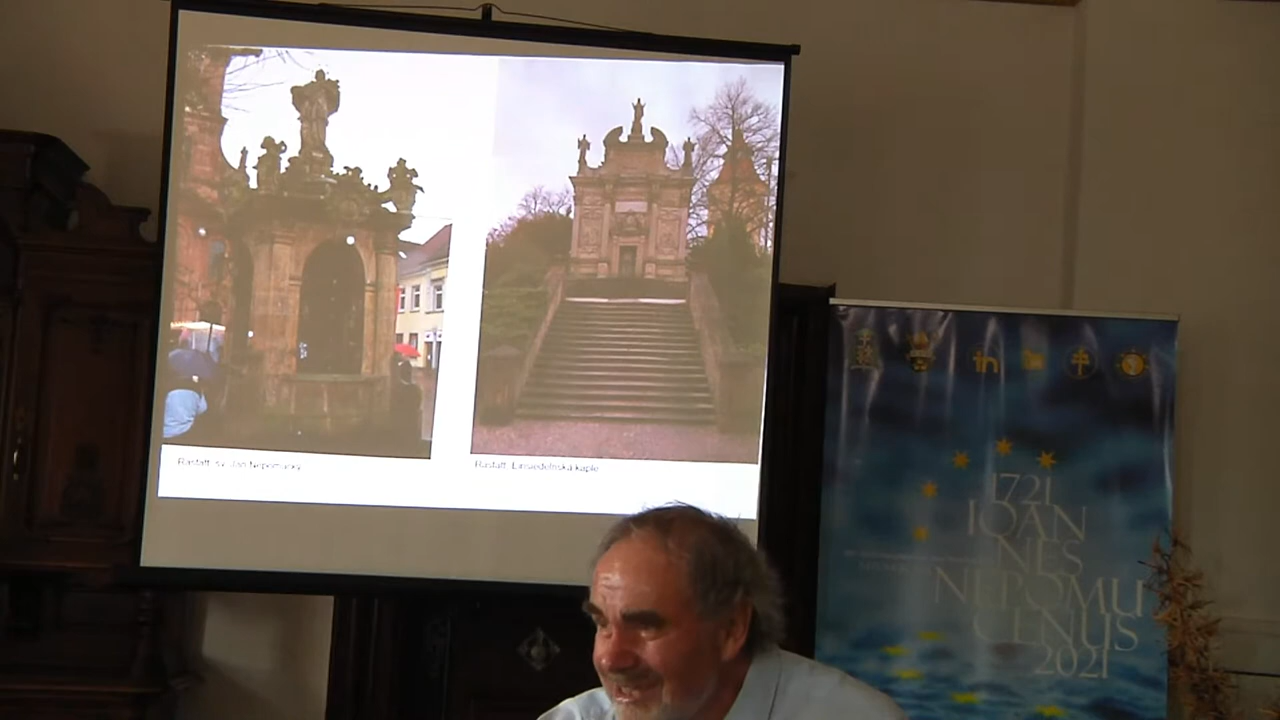 Rastatt: sv. Jan Nepomucký
Rastatt: Einsiedelnská kaple
1721
IOAN
NES
NEPOMU
CENUS
2021